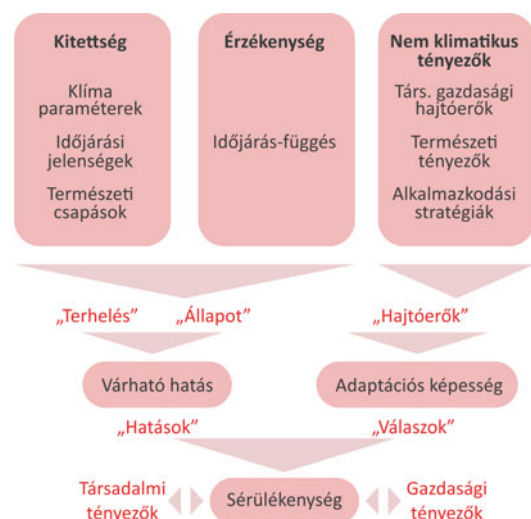 Kitettség
Klíma
paraméterek
Időjárási
jelenségek
Természeti
csapások
Érzékenység
Időjárás-függés
Nem klimatikus
tényezők
Társ. gazdasági
hajtóerők
Természeti
tényezők
Alkalmazkodási
stratégiák
„Terhelés”
„Állapot”
„Hajtóerők”
Várható hatás
Adaptációs képesség
„Hatások”
„Válaszok”
Társadalmi
tényezők
Sérülékenység
Gazdasági
tényezők